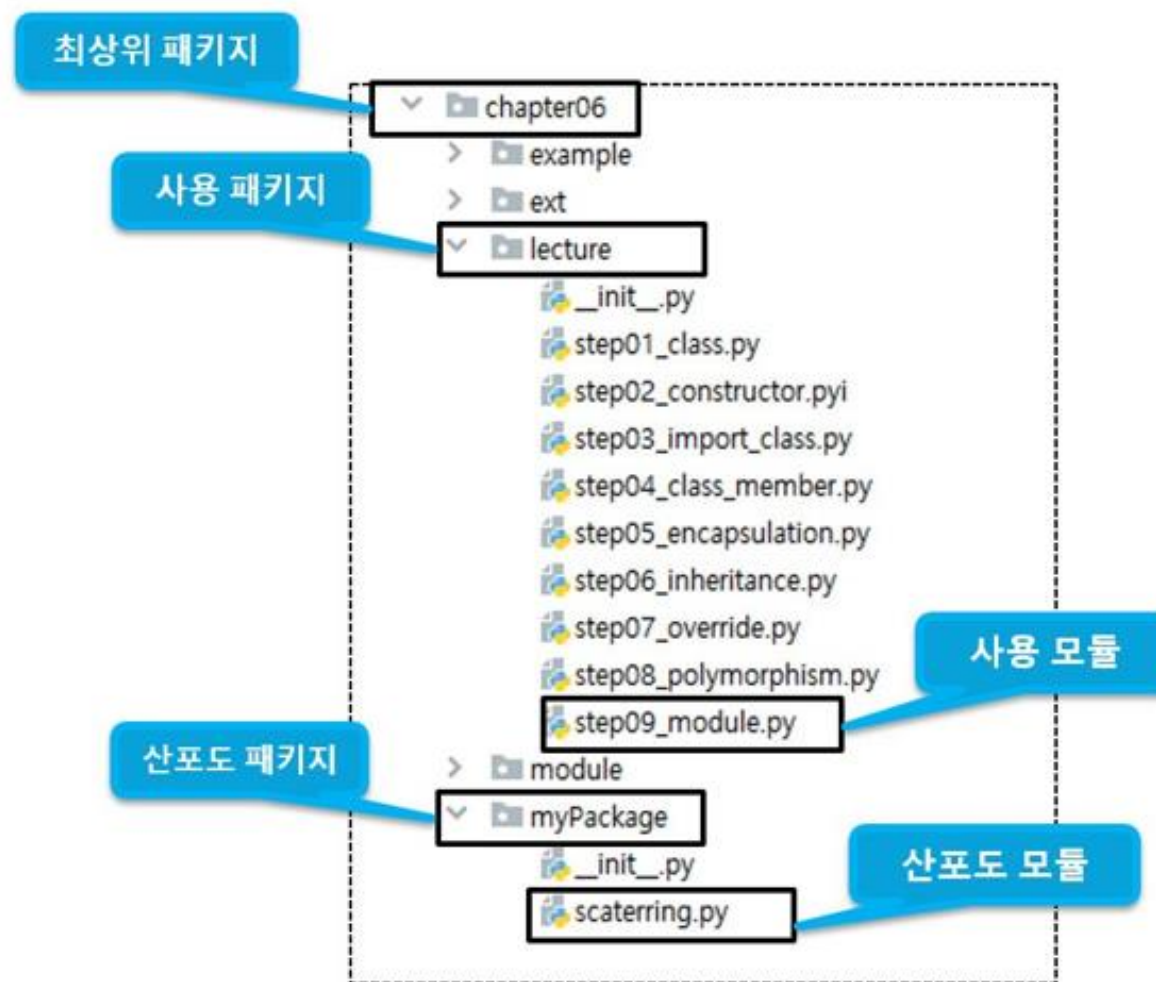 최상위 패키지
chapter06
example
사용 패키지
ext
lecture
__init__.py
step01_class.py
step02_constructor.pyi
step03_import_class.py
step04_class_member.py
step05_encapsulation.py
step06_inheritance.py
step07_override.py
사용 모듈
step08_polymorphism.py
step09_module.py
산포도 패키지
module
myPackage
__init__.py
산포도 모듈
scaterring.py